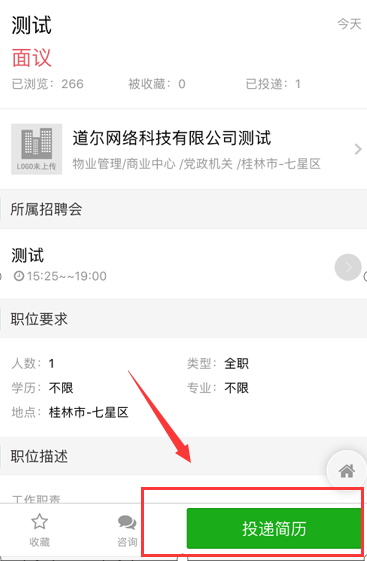 测试
今天
面议
已浏览：266 被收藏：0 已投递：1
道尔网络科技有限公司测试
LOGO未上传
物业管理/商业中心 /党政机关 /桂林市-七星区
所属招聘会
测试
15:25~~19:00
职位要求
人数：1 类型：全职
学历：不限 专业：不限
地点：桂林市-七星区
职位描述
工作职责
收藏 咨询 投递简历